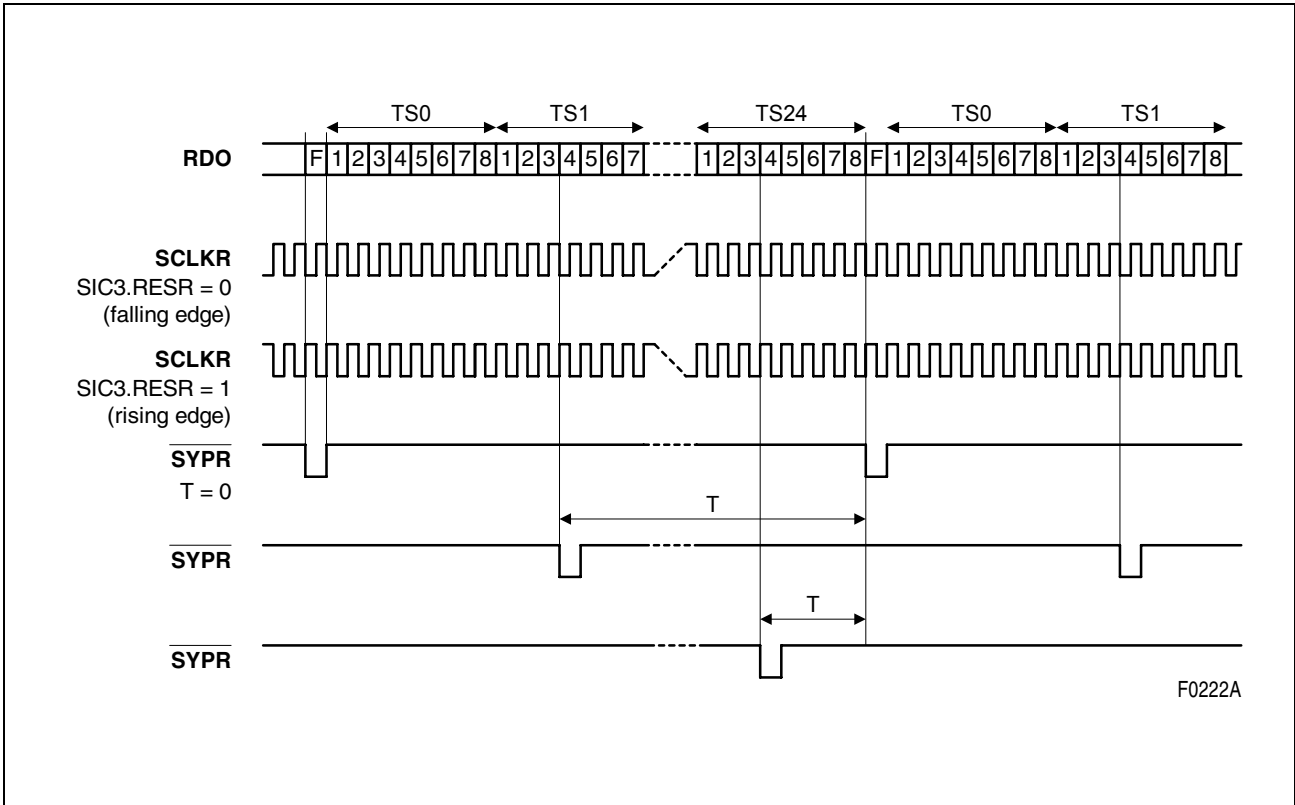 TS0 TS1 TS24 TS0 TS1
RDO F 1 2 3 4 5 6 7 8 1 2 3 4 5 6 7 1 2 3 4 5 6 7 8 F 1 2 3 4 5 6 7 8 1 2 3 4 5 6 7 8
SCLKR
SIC3.RESR = 0
(falling edge)
SCLKR
SIC3.RESR = 1
(rising edge)
SYPR
T = 0
T
SYPR
T
SYPR
F0222A